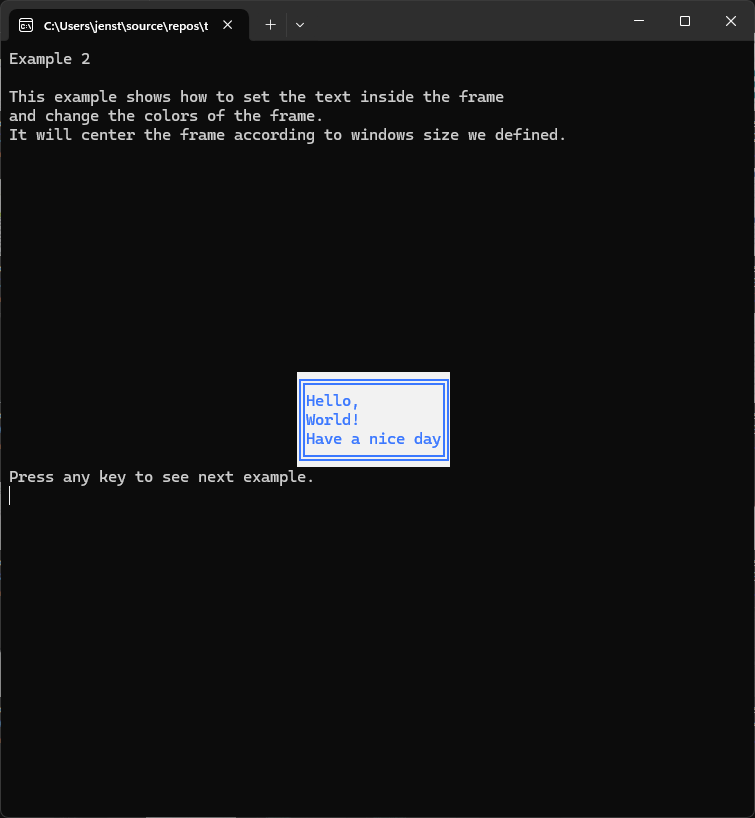 C:\Users\jenst\source\repos\t
Example 2
This example shows how to set the text inside the frame
and change the colors of the frame.
It will center the frame according to windows size we defined.
Hello,
World!
Have a nice day
Press any key to see next example.